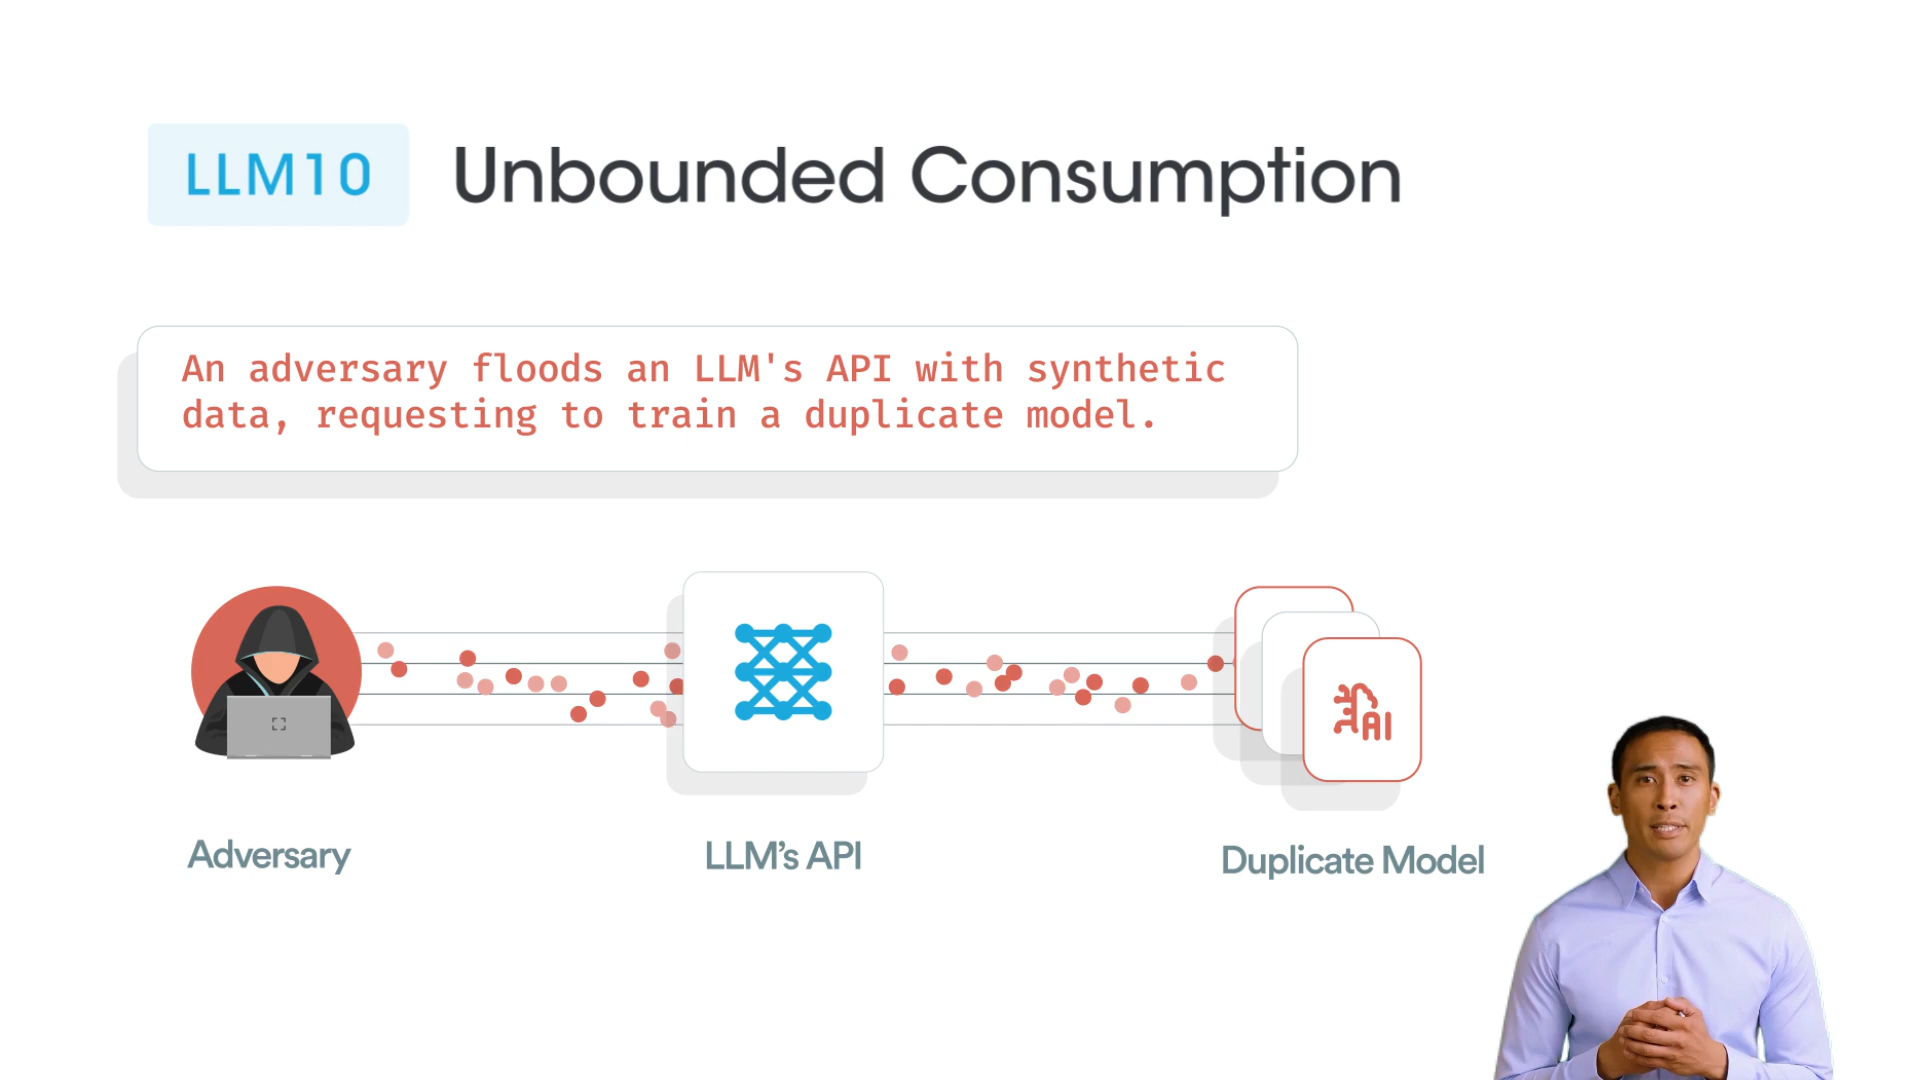 LLM10 Unbounded Consumption
An adversary floods an LLM's API with synthetic
data, requesting to train a duplicate model.
AI
Adversary
LLM’s API
Duplicate Model